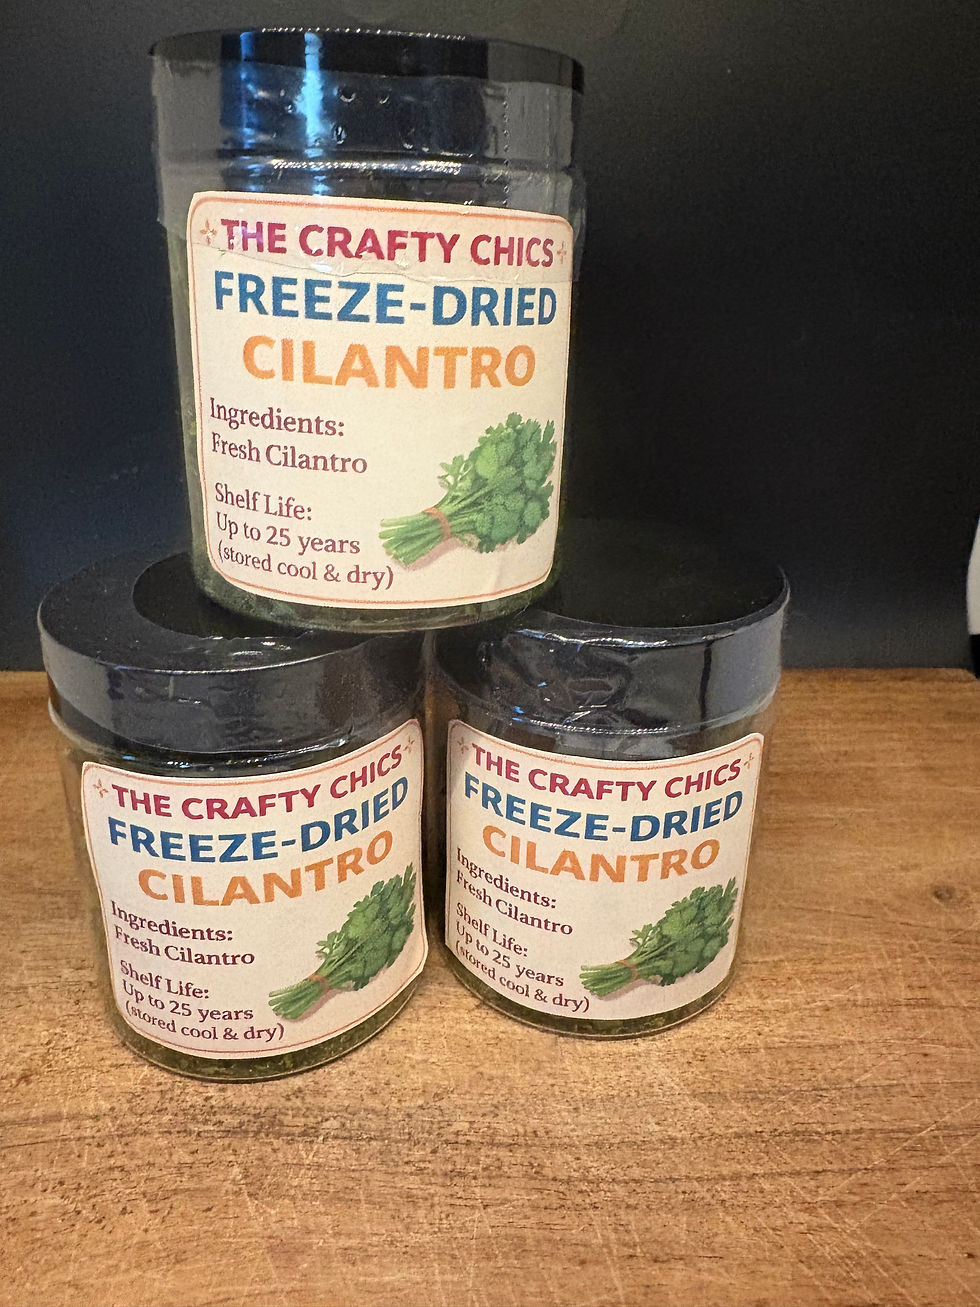 THE CRAFTY CHICS
FREEZE-DRIED
CILANTRO
Ingredients:
Fresh Cilantro
Shelf Life:
Up to 25 years
(stored cool & dry)
THE CRAFTY CHICS
FREEZE-DRIED
CILANTRO
Ingredients:
Fresh Cilantro
Shelf Life:
Up to 25 years
(stored cool & dry)
THE CRAFTY CHICS
FREEZE-DRIED
CILANTRO
Ingredients:
Fresh Cilantro
Shelf Life:
Up to 25 years
(stored cool & dry)